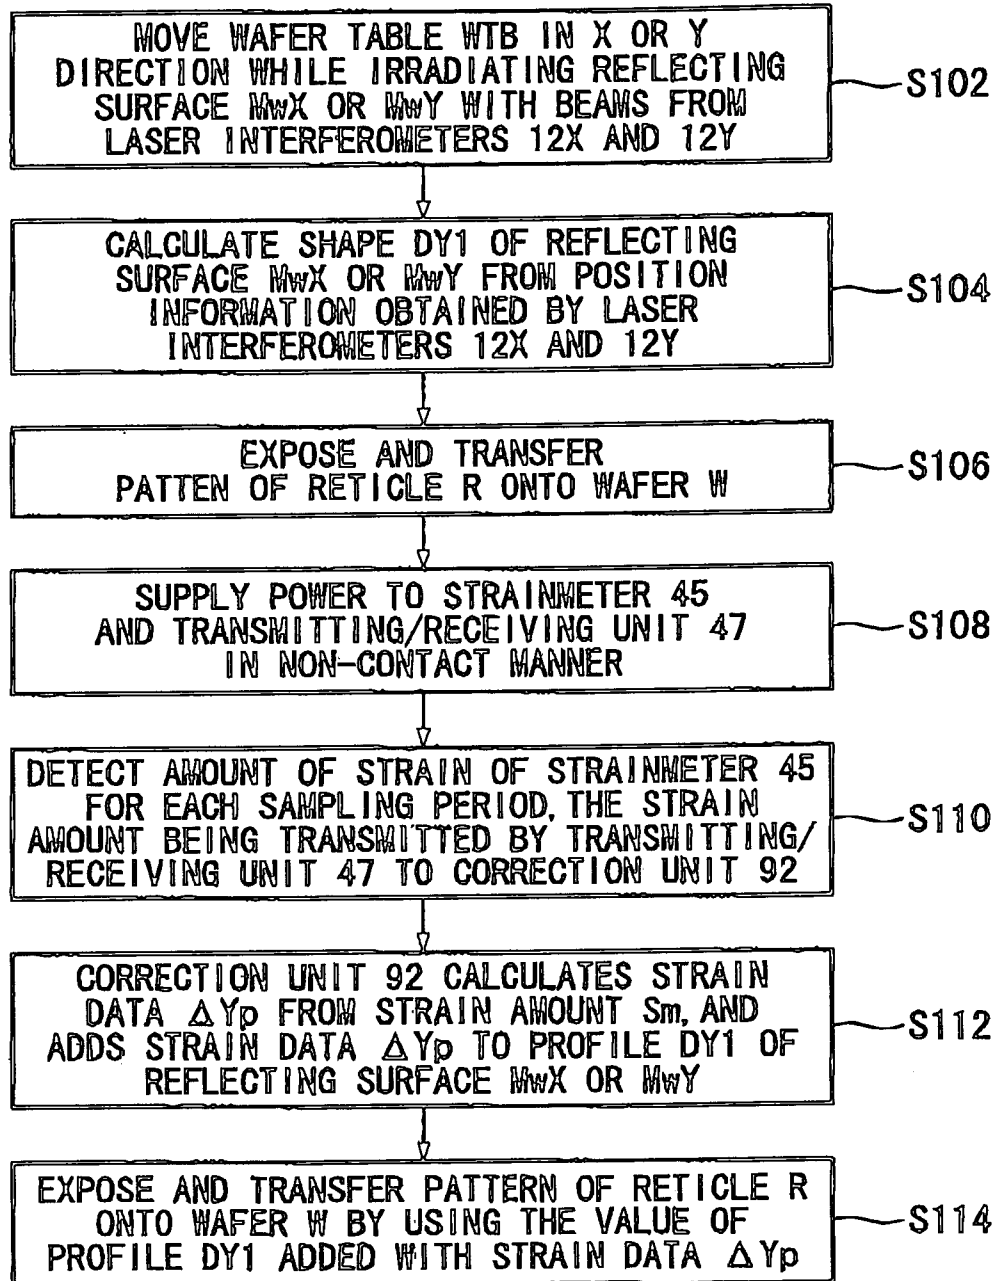 MOVE WAFER TABLE WTB IN X OR Y
DIRECTION WHILE IRRADIATING REFLECTING
SURFACE MwX OR MwY WITH BEAMS FROM
LASER INTERFEROMETERS 12X AND 12Y
S102
CALCULATE SHAPE DY1 OF REFLECTING
SURFACE MwX OR MwY FROM POSITION
INFORMATION OBTAINED BY LASER
INTERFEROMETERS 12X AND 12Y
S104
EXPOSE AND TRANSFER
PATTEN OF RETICLE R ONTO WAFER W
S106
SUPPLY POWER TO STRAINMETER 45
AND TRANSMITTING/RECEIVING UNIT 47
IN NON-CONTACT MANNER
S108
DETECT AMOUNT OF STRAIN OF STRAINMETER 45
FOR EACH SAMPLING PERIOD, THE STRAIN
AMOUNT BEING TRANSMITTED BY TRANSMITTING/
RECEIVING UNIT 47 TO CORRECTION UNIT 92
S110
CORRECTION UNIT 92 CALCULATES STRAIN
DATA ΔYp FROM STRAIN AMOUNT Sm, AND
ADDS STRAIN DATA ΔYp TO PROFILE DY1 OF
REFLECTING SURFACE MwX OR MwY
S112
EXPOSE AND TRANSFER PATTERN OF RETICLE R
ONTO WAFER W BY USING THE VALUE OF
PROFILE DY1 ADDED WITH STRAIN DATA ΔYp
S114